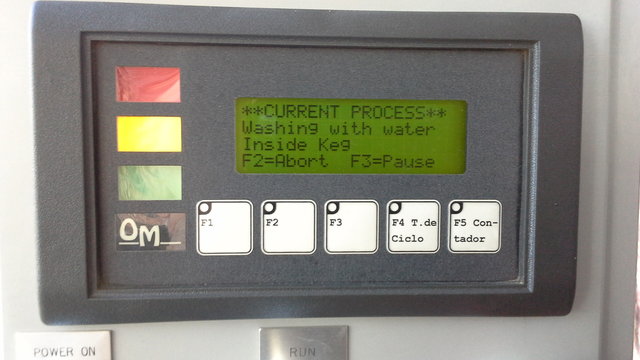 **CURRENT PROCESS**
Washing with water
Inside Keg
F2=Abort  F3=Pause
OM
F1
F2
F3
F4 T.de
Ciclo
F5 Con-
tador
POWER ON
RUN